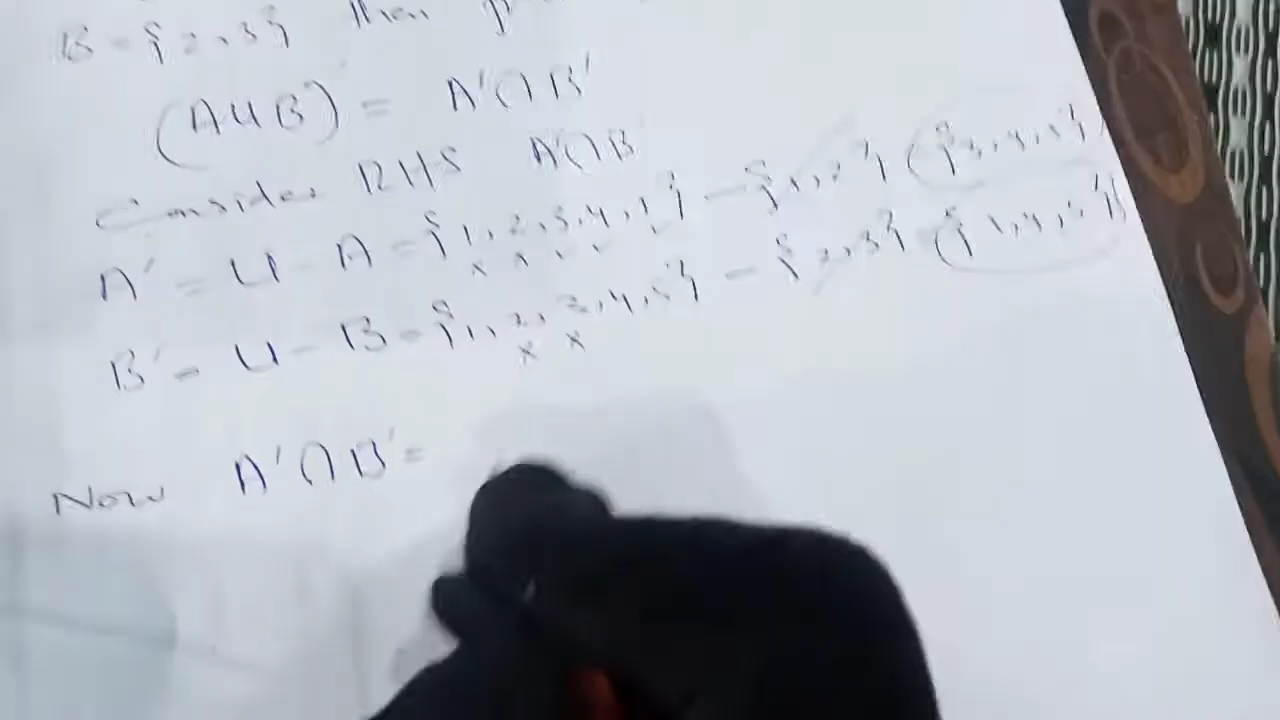 B = {2,3} then
(A∪B)' = A'∩B'
Consider RHS A'∩B'
A' = U - A = {1,2,3,4,5} - {1,2} ({3,4,5})
B' = U - B = {1,2,3,4,5} - {2,3} ({1,4,5})
Now A'∩B' =